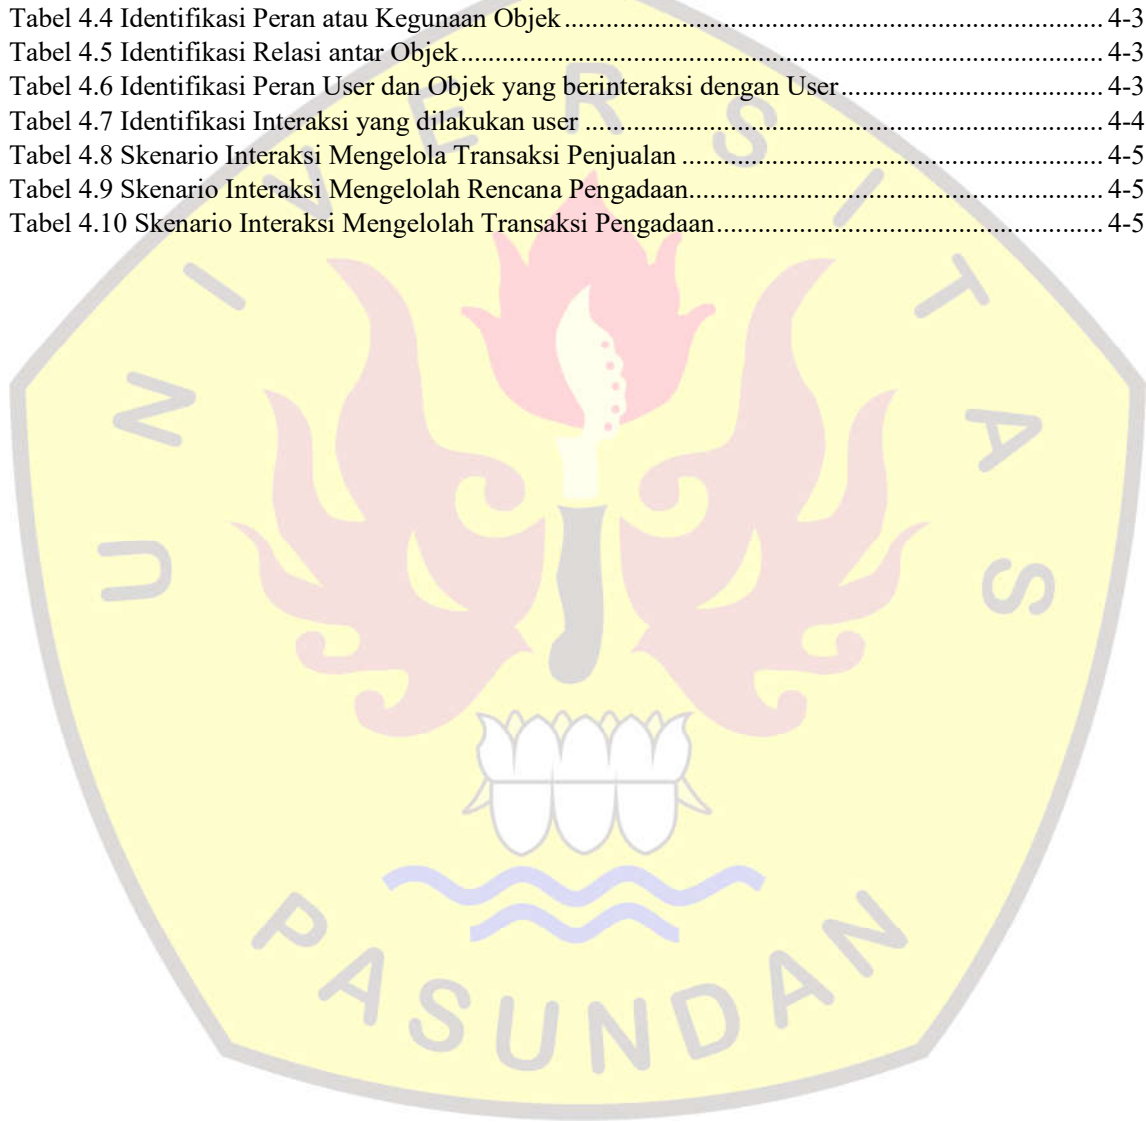 Tabel 4.4 Identifikasi Peran atau Kegunaan Objek.......................................................................... 4-3
Tabel 4.5 Identifikasi Relasi antar Objek........................................................................................ 4-3
Tabel 4.6 Identifikasi Peran User dan Objek yang berinteraksi dengan User.................................... 4-3
Tabel 4.7 Identifikasi Interaksi yang dilakukan user ....................................................................... 4-4
Tabel 4.8 Skenario Interaksi Mengelola Transaksi Penjualan .......................................................... 4-5
Tabel 4.9 Skenario Interaksi Mengelolah Rencana Pengadaan......................................................... 4-5
Tabel 4.10 Skenario Interaksi Mengelolah Transaksi Pengadaan..................................................... 4-5
UNIVERSITAS
PASUNDAN